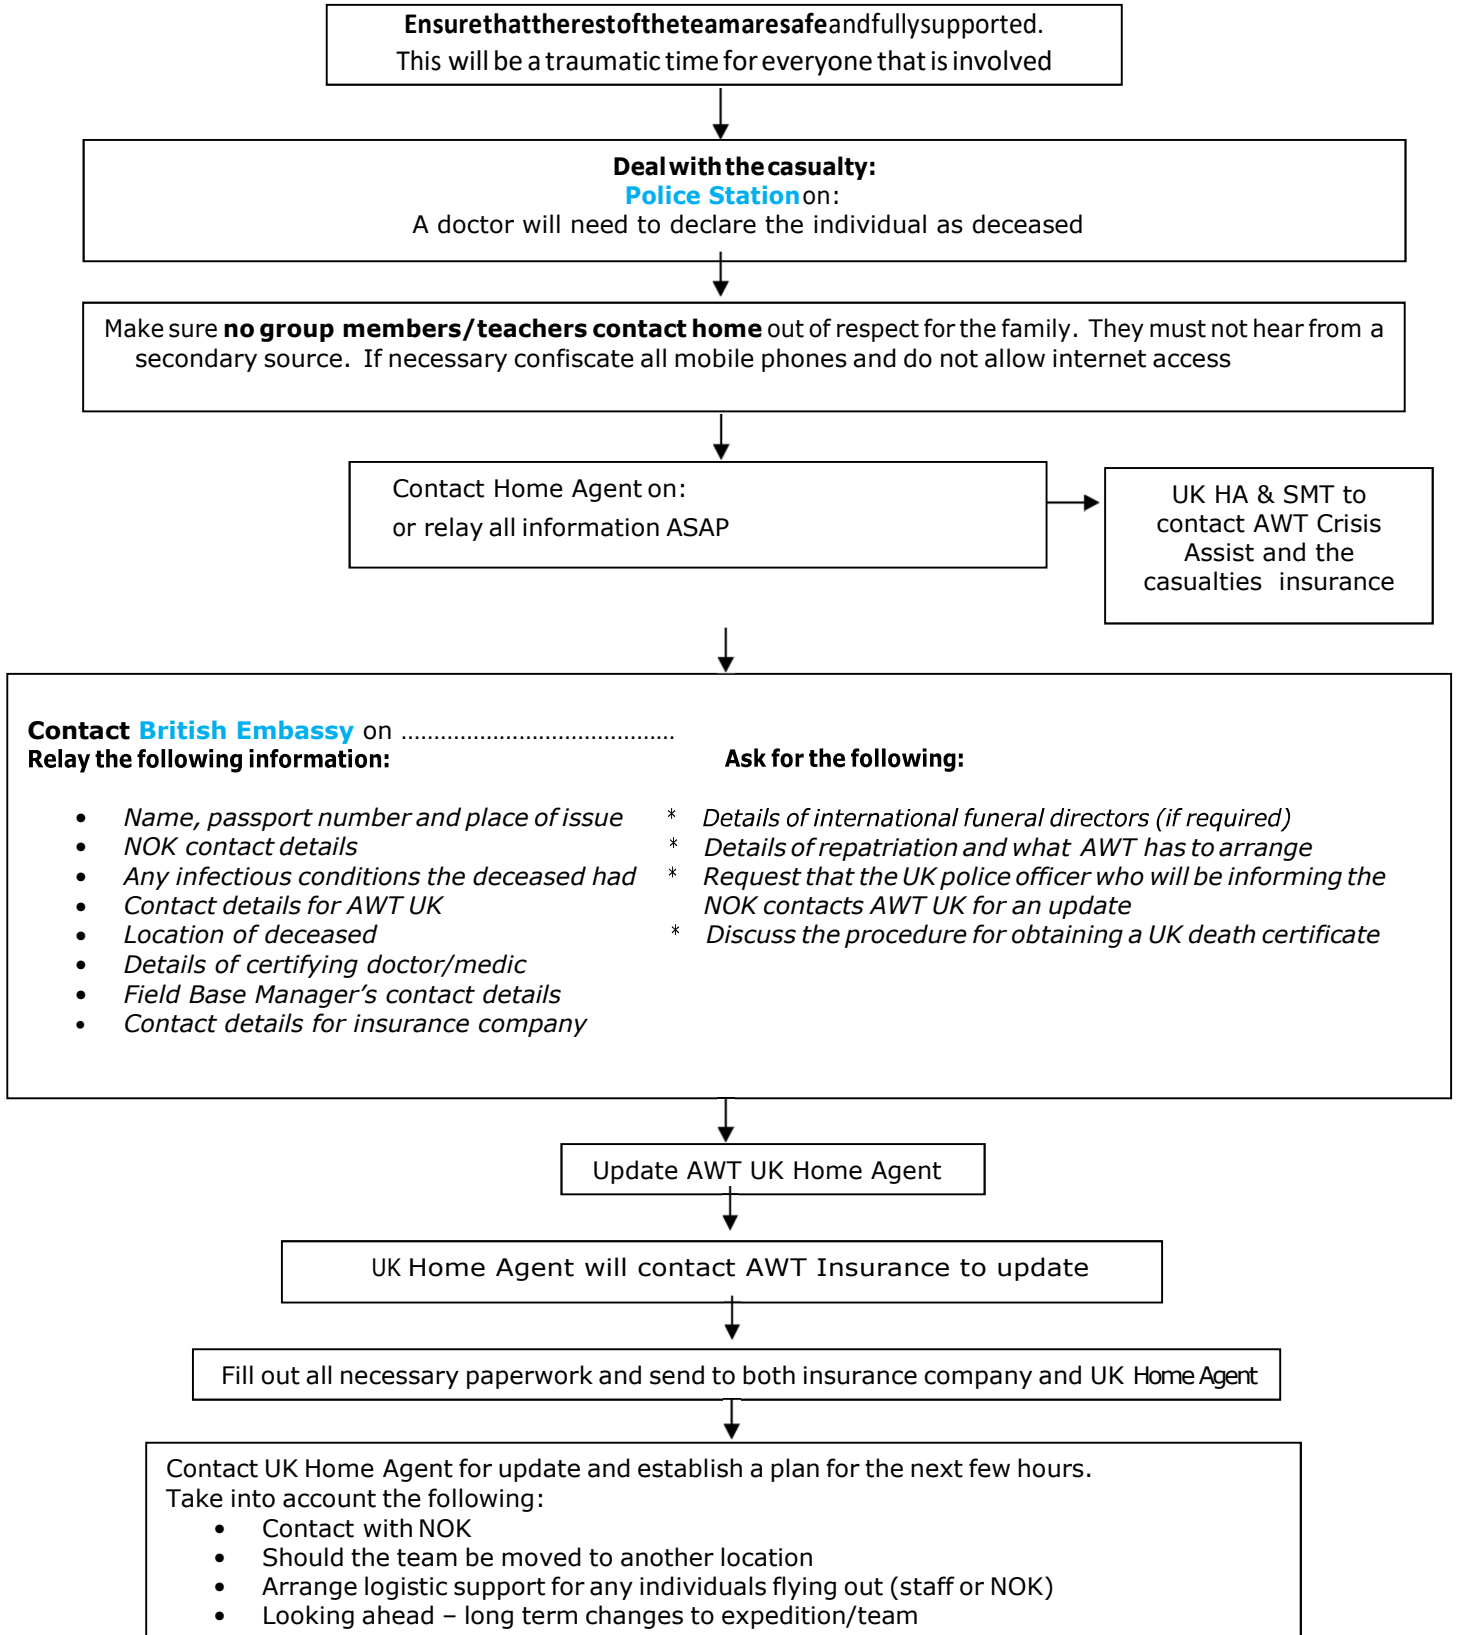 Ensurethattherestoftheteamaresafeandfullysupported.
This will be a traumatic time for everyone that is involved
Dealwiththecasualty:
Police Stationon:
A doctor will need to declare the individual as deceased
Make sure no group members/teachers contact home out of respect for the family. They must not hear from a
secondary source. If necessary confiscate all mobile phones and do not allow internet access
Contact Home Agent on:
or relay all information ASAP
UK HA & SMT to
contact AWT Crisis
Assist and the
casualties insurance
Contact British Embassy on ..........................................
Relay the following information:
• Name, passport number and place of issue
• NOK contact details
• Any infectious conditions the deceased had
• Contact details for AWT UK
• Location of deceased
• Details of certifying doctor/medic
• Field Base Manager’s contact details
• Contact details for insurance company
Ask for the following:
* Details of international funeral directors (if required)
* Details of repatriation and what AWT has to arrange
* Request that the UK police officer who will be informing the
NOK contacts AWT UK for an update
* Discuss the procedure for obtaining a UK death certificate
Update AWT UK Home Agent
UK Home Agent will contact AWT Insurance to update
Fill out all necessary paperwork and send to both insurance company and UK Home Agent
Contact UK Home Agent for update and establish a plan for the next few hours.
Take into account the following:
• Contact with NOK
• Should the team be moved to another location
• Arrange logistic support for any individuals flying out (staff or NOK)
• Looking ahead – long term changes to expedition/team